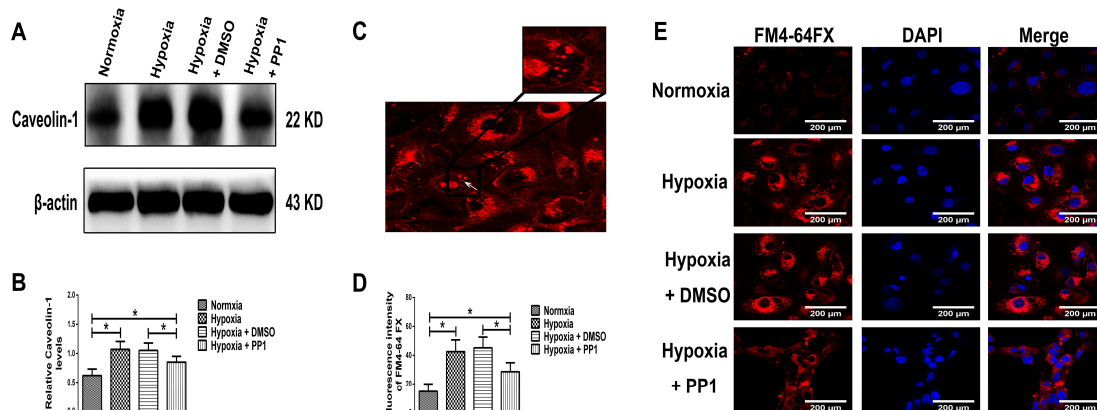 A
Normoxia
Hypoxia
Hypoxia
+ DMSO
Hypoxia
+ PP1
Caveolin-1
22 KD
β-actin
43 KD
B
Relative Caveolin-1
levels
2.0
1.5
1.0
0.5
0.0
*
*
*
Normxia
Hypoxia
Hypoxia + DMSO
Hypoxia + PP1
C
D
of FM4-64 FX
80
60
40
20
*
*
*
Normxia
Hypoxia
Hypoxia + DMSO
Hypoxia + PP1
E
FM4-64FX
DAPI
Merge
Normoxia
200 µm
200 µm
200 µm
Hypoxia
200 µm
200 µm
200 µm
Hypoxia
+ DMSO
200 µm
200 µm
200 µm
Hypoxia
+ PP1
200 µm
200 µm
200 µm